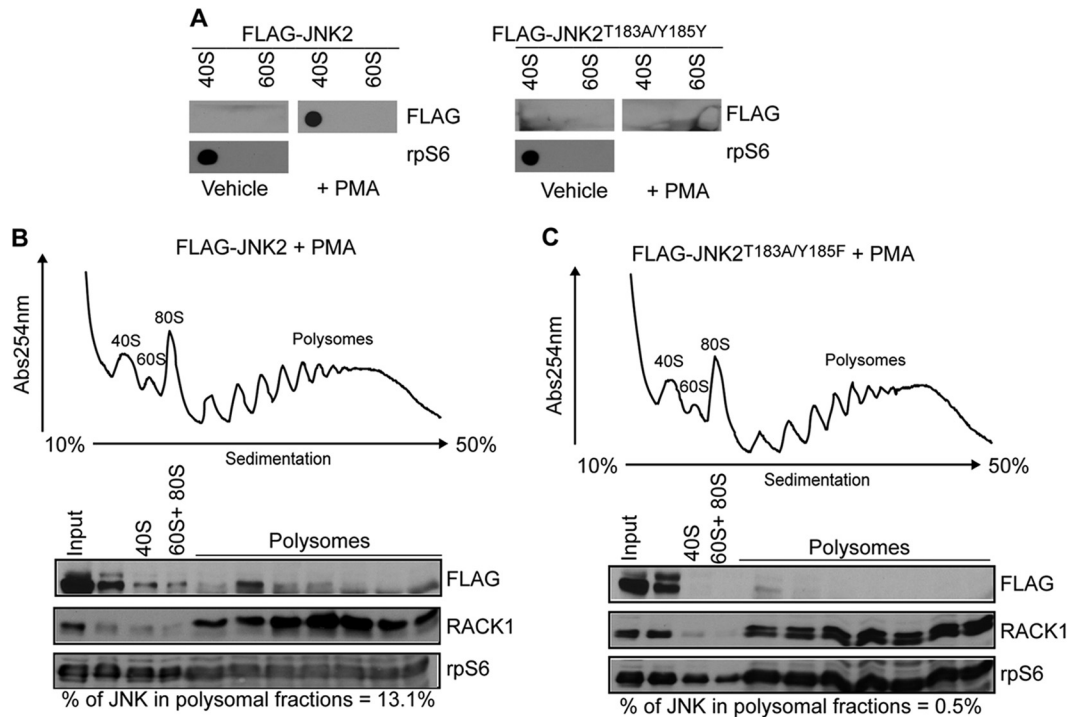 A
FLAG-JNK2
40S 60S 40S 60S
FLAG
rpS6
Vehicle + PMA
FLAG-JNK2T183A/Y185Y
40S 60S 40S 60S
FLAG
rpS6
Vehicle + PMA
B
FLAG-JNK2 + PMA
Abs254nm
40S
60S
80S
Polysomes
10% 50%
Sedimentation
Input 40S 60S+ 80S Polysomes
FLAG
RACK1
rpS6
% of JNK in polysomal fractions = 13.1%
C
FLAG-JNK2T183A/Y185F + PMA
Abs254nm
40S
60S
80S
Polysomes
10% 50%
Sedimentation
Input 40S 60S+ 80S Polysomes
FLAG
RACK1
rpS6
% of JNK in polysomal fractions = 0.5%